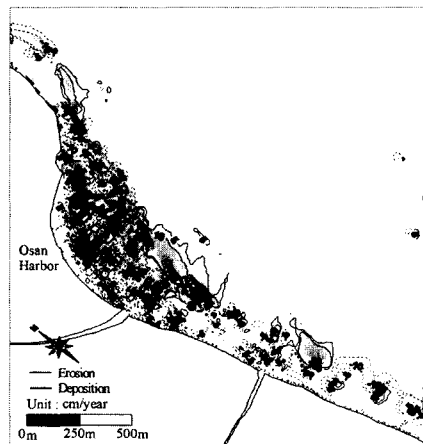 Osan
Harbor
Erosion
Deposition
Unit : cm/year
0m 250m 500m